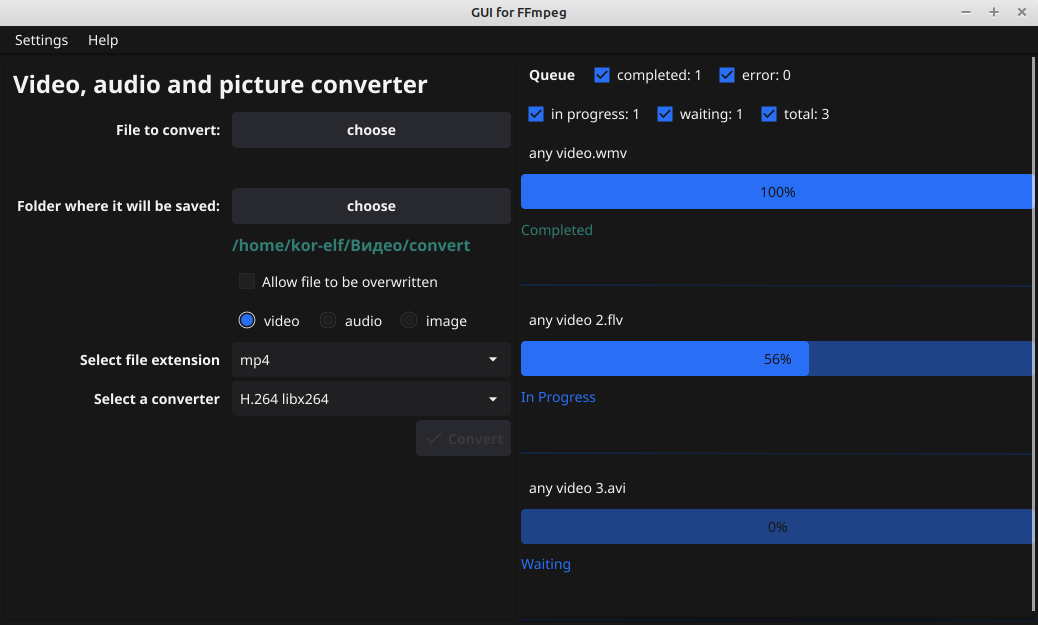 GUI for FFmpeg
Settings Help
Video, audio and picture converter
File to convert: choose
Folder where it will be saved: choose
/home/kor-elf/Видео/convert
Allow file to be overwritten
video audio image
Select file extension mp4
Select a converter H.264 libx264
Convert
Queue completed: 1 error: 0
in progress: 1 waiting: 1 total: 3
any video.wmv
100%
Completed
any video 2.flv
56%
In Progress
any video 3.avi
0%
Waiting